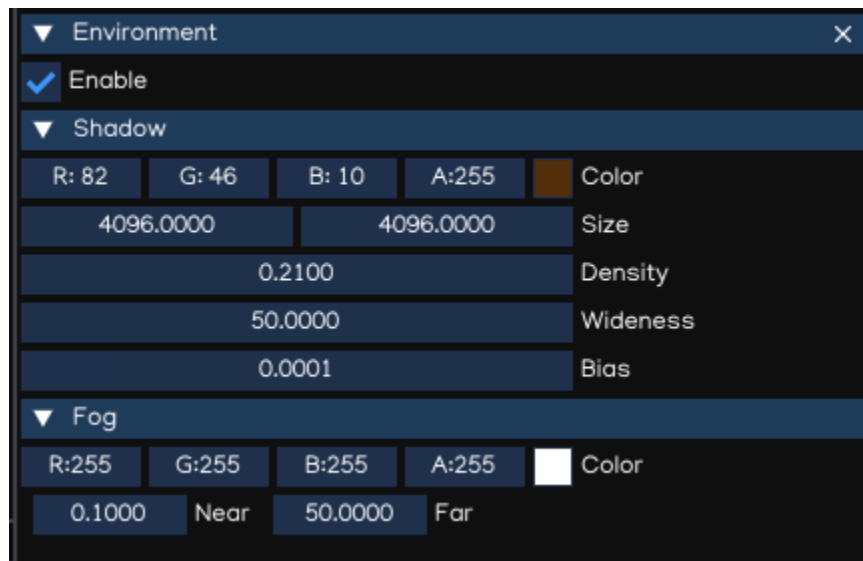 Environment
Enable
Shadow
R: 82 G: 46 B: 10 A:255 Color
4096.0000 4096.0000 Size
0.2100 Density
50.0000 Wideness
0.0001 Bias
Fog
R:255 G:255 B:255 A:255 Color
0.1000 Near 50.0000 Far